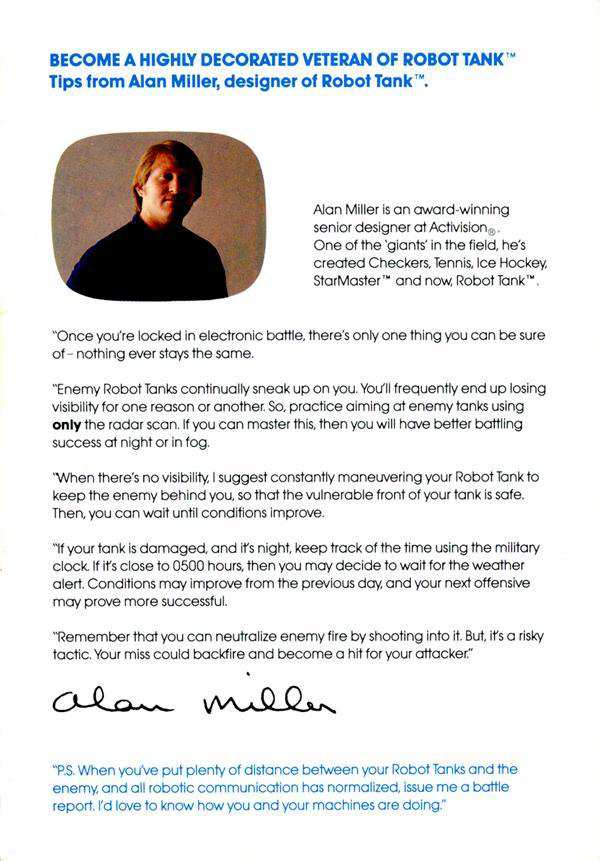 BECOME A HIGHLY DECORATED VETERAN OF ROBOT TANK™
Tips from Alan Miller, designer of Robot Tank™.
Alan Miller is an award-winning
senior designer at Activision®.
One of the 'giants' in the field, he's
created Checkers, Tennis, Ice Hockey,
StarMaster™ and now, Robot Tank™.
"Once you're locked in electronic battle, there's only one thing you can be sure
of – nothing ever stays the same.
"Enemy Robot Tanks continually sneak up on you. You'll frequently end up losing
visibility for one reason or another. So, practice aiming at enemy tanks using
only the radar scan. If you can master this, then you will have better battling
success at night or in fog.
"When there's no visibility, I suggest constantly maneuvering your Robot Tank to
keep the enemy behind you, so that the vulnerable front of your tank is safe.
Then, you can wait until conditions improve.
"If your tank is damaged, and it's night, keep track of the time using the military
clock. If it's close to 0500 hours, then you may decide to wait for the weather
alert. Conditions may improve from the previous day, and your next offensive
may prove more successful.
"Remember that you can neutralize enemy fire by shooting into it. But, it's a risky
tactic. Your miss could backfire and become a hit for your attacker."
Alan Miller
"P.S. When you've put plenty of distance between your Robot Tanks and the
enemy, and all robotic communication has normalized, issue me a battle
report. I'd love to know how you and your machines are doing."